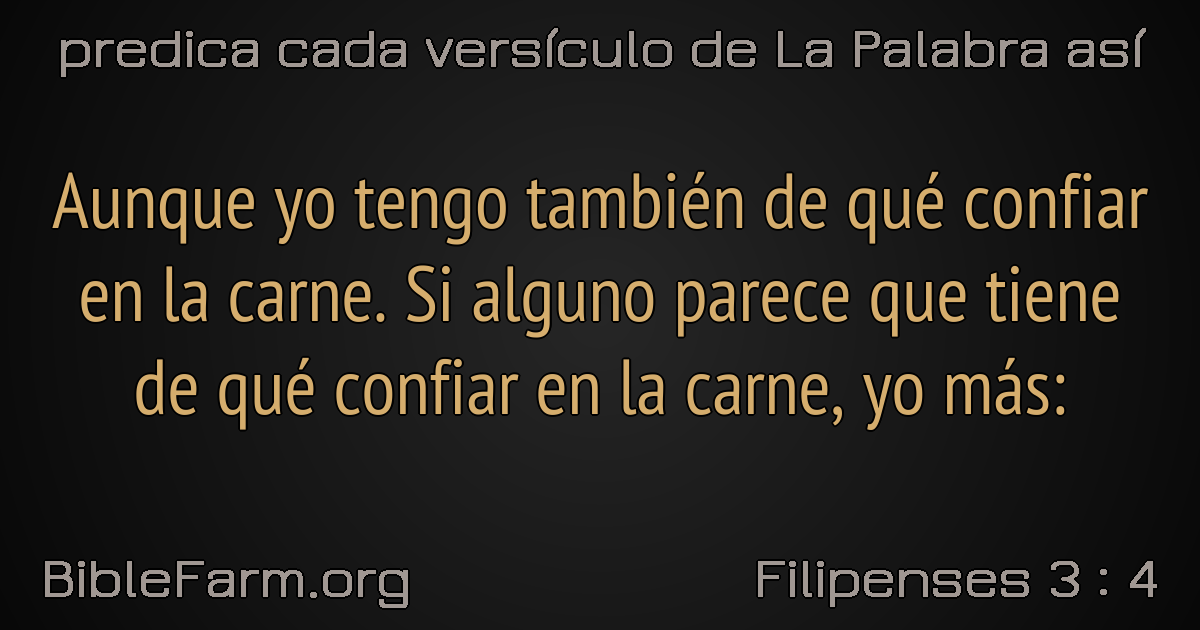 predica cada versículo de La Palabra así
Aunque yo tengo también de qué confiar
en la carne. Si alguno parece que tiene
de qué confiar en la carne, yo más:
BibleFarm.org
Filipenses 3 : 4